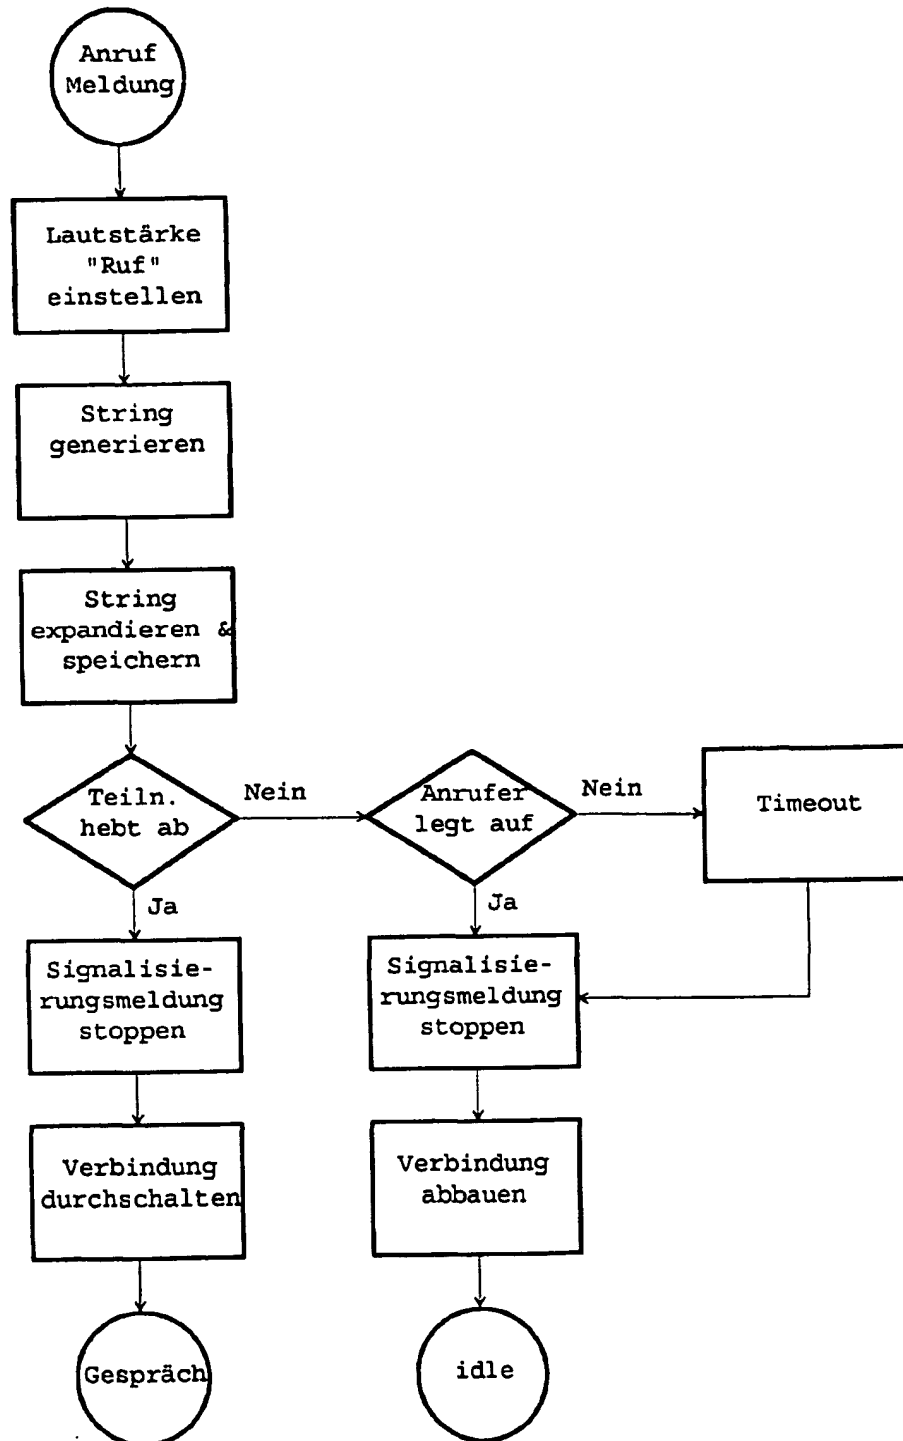 Anruf
Meldung
Lautstärke
"Ruf"
einstellen
String
generieren
String
expandieren &
speichern
Teiln.
hebt ab
Nein
Anrufer
legt auf
Nein
Timeout
Ja
Ja
Signalisie-
rungsmeldung
stoppen
Signalisie-
rungsmeldung
stoppen
Verbindung
durchschalten
Verbindung
abbauen
Gespräch
idle